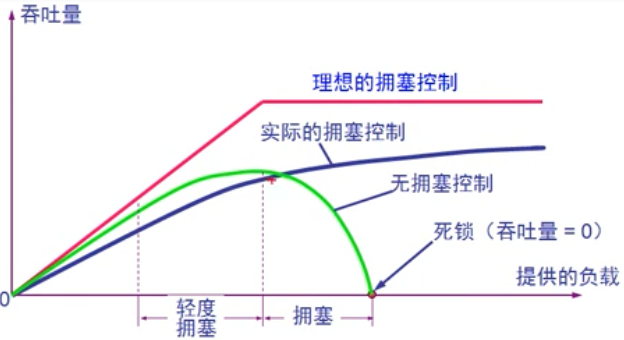 吞吐量
理想的拥塞控制
实际的拥塞控制
无拥塞控制
死锁（吞吐量 = 0）
提供的负载
0
轻度
拥塞
拥塞